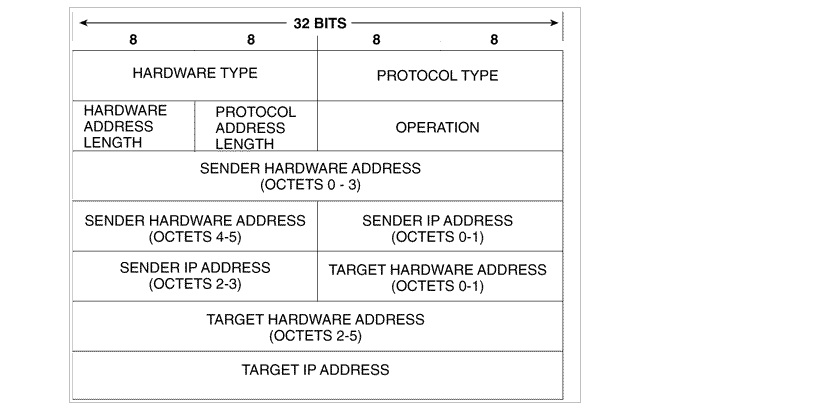 32 BITS
8 8 8 8
HARDWARE TYPE
PROTOCOL TYPE
HARDWARE
ADDRESS
LENGTH
PROTOCOL
ADDRESS
LENGTH
OPERATION
SENDER HARDWARE ADDRESS
(OCTETS 0 - 3)
SENDER HARDWARE ADDRESS
(OCTETS 4-5)
SENDER IP ADDRESS
(OCTETS 0-1)
SENDER IP ADDRESS
(OCTETS 2-3)
TARGET HARDWARE ADDRESS
(OCTETS 0-1)
TARGET HARDWARE ADDRESS
(OCTETS 2-5)
TARGET IP ADDRESS